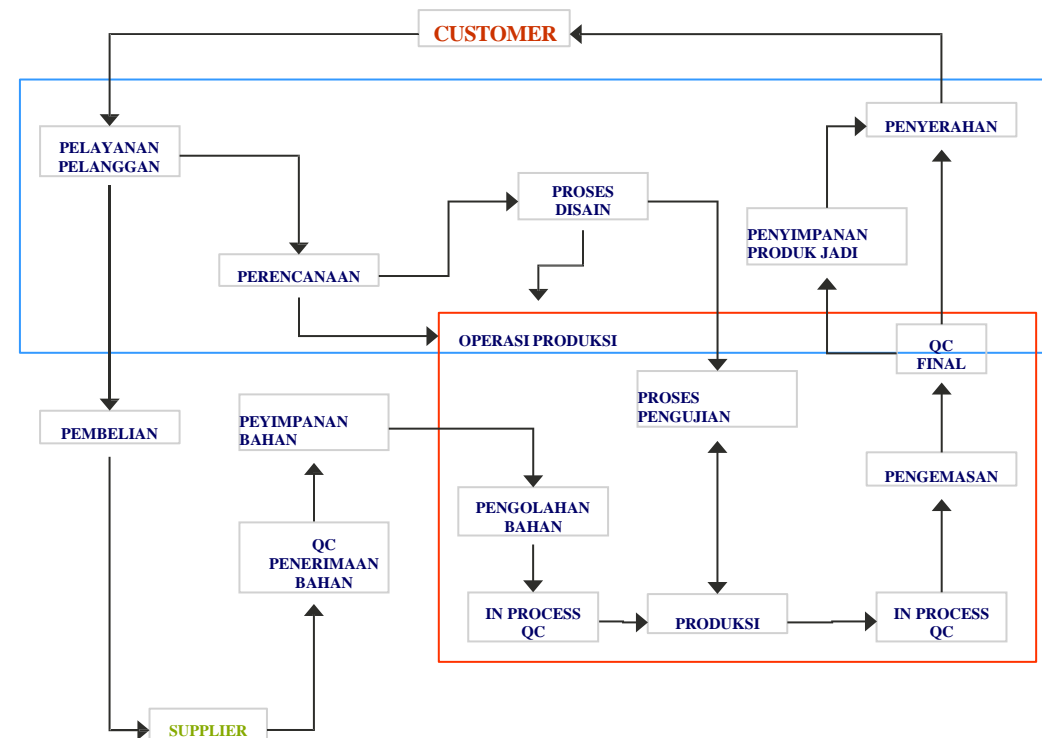 CUSTOMER
PENYERAHAN
PELAYANAN
PELANGGAN
PROSES
DISAIN
PENYIMPANAN
PRODUK JADI
PERENCANAAN
OPERASI PRODUKSI
QC
FINAL
PROSES
PENGUJIAN
PEYIMPANAN
BAHAN
PEMBELIAN
PENGEMASAN
PENGOLAHAN
BAHAN
QC
PENERIMAAN
BAHAN
IN PROCESS
QC
PRODUKSI
IN PROCESS
QC
SUPPLIER